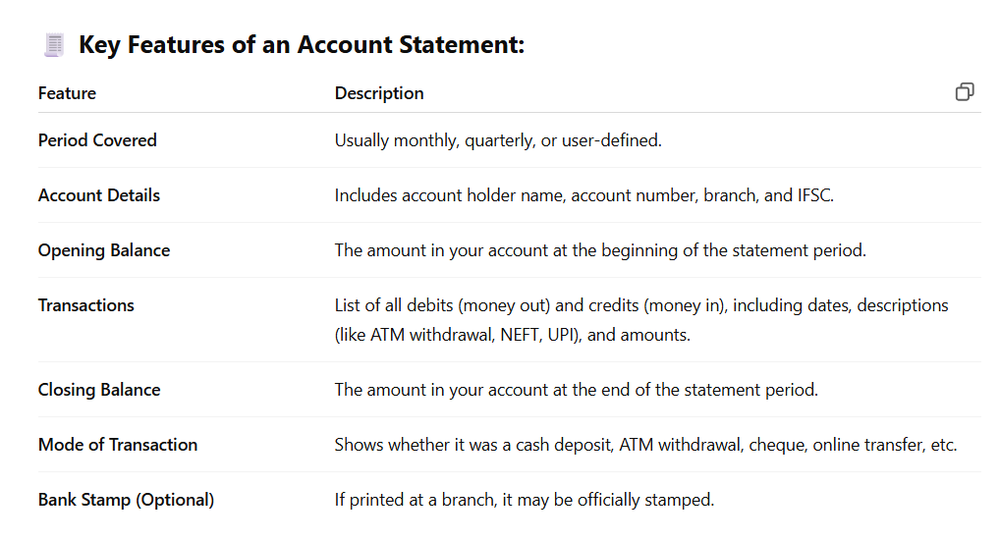 Key Features of an Account Statement:
Feature Description
Period Covered Usually monthly, quarterly, or user-defined.
Account Details Includes account holder name, account number, branch, and IFSC.
Opening Balance The amount in your account at the beginning of the statement period.
Transactions List of all debits (money out) and credits (money in), including dates, descriptions
(like ATM withdrawal, NEFT, UPI), and amounts.
Closing Balance The amount in your account at the end of the statement period.
Mode of Transaction Shows whether it was a cash deposit, ATM withdrawal, cheque, online transfer, etc.
Bank Stamp (Optional) If printed at a branch, it may be officially stamped.